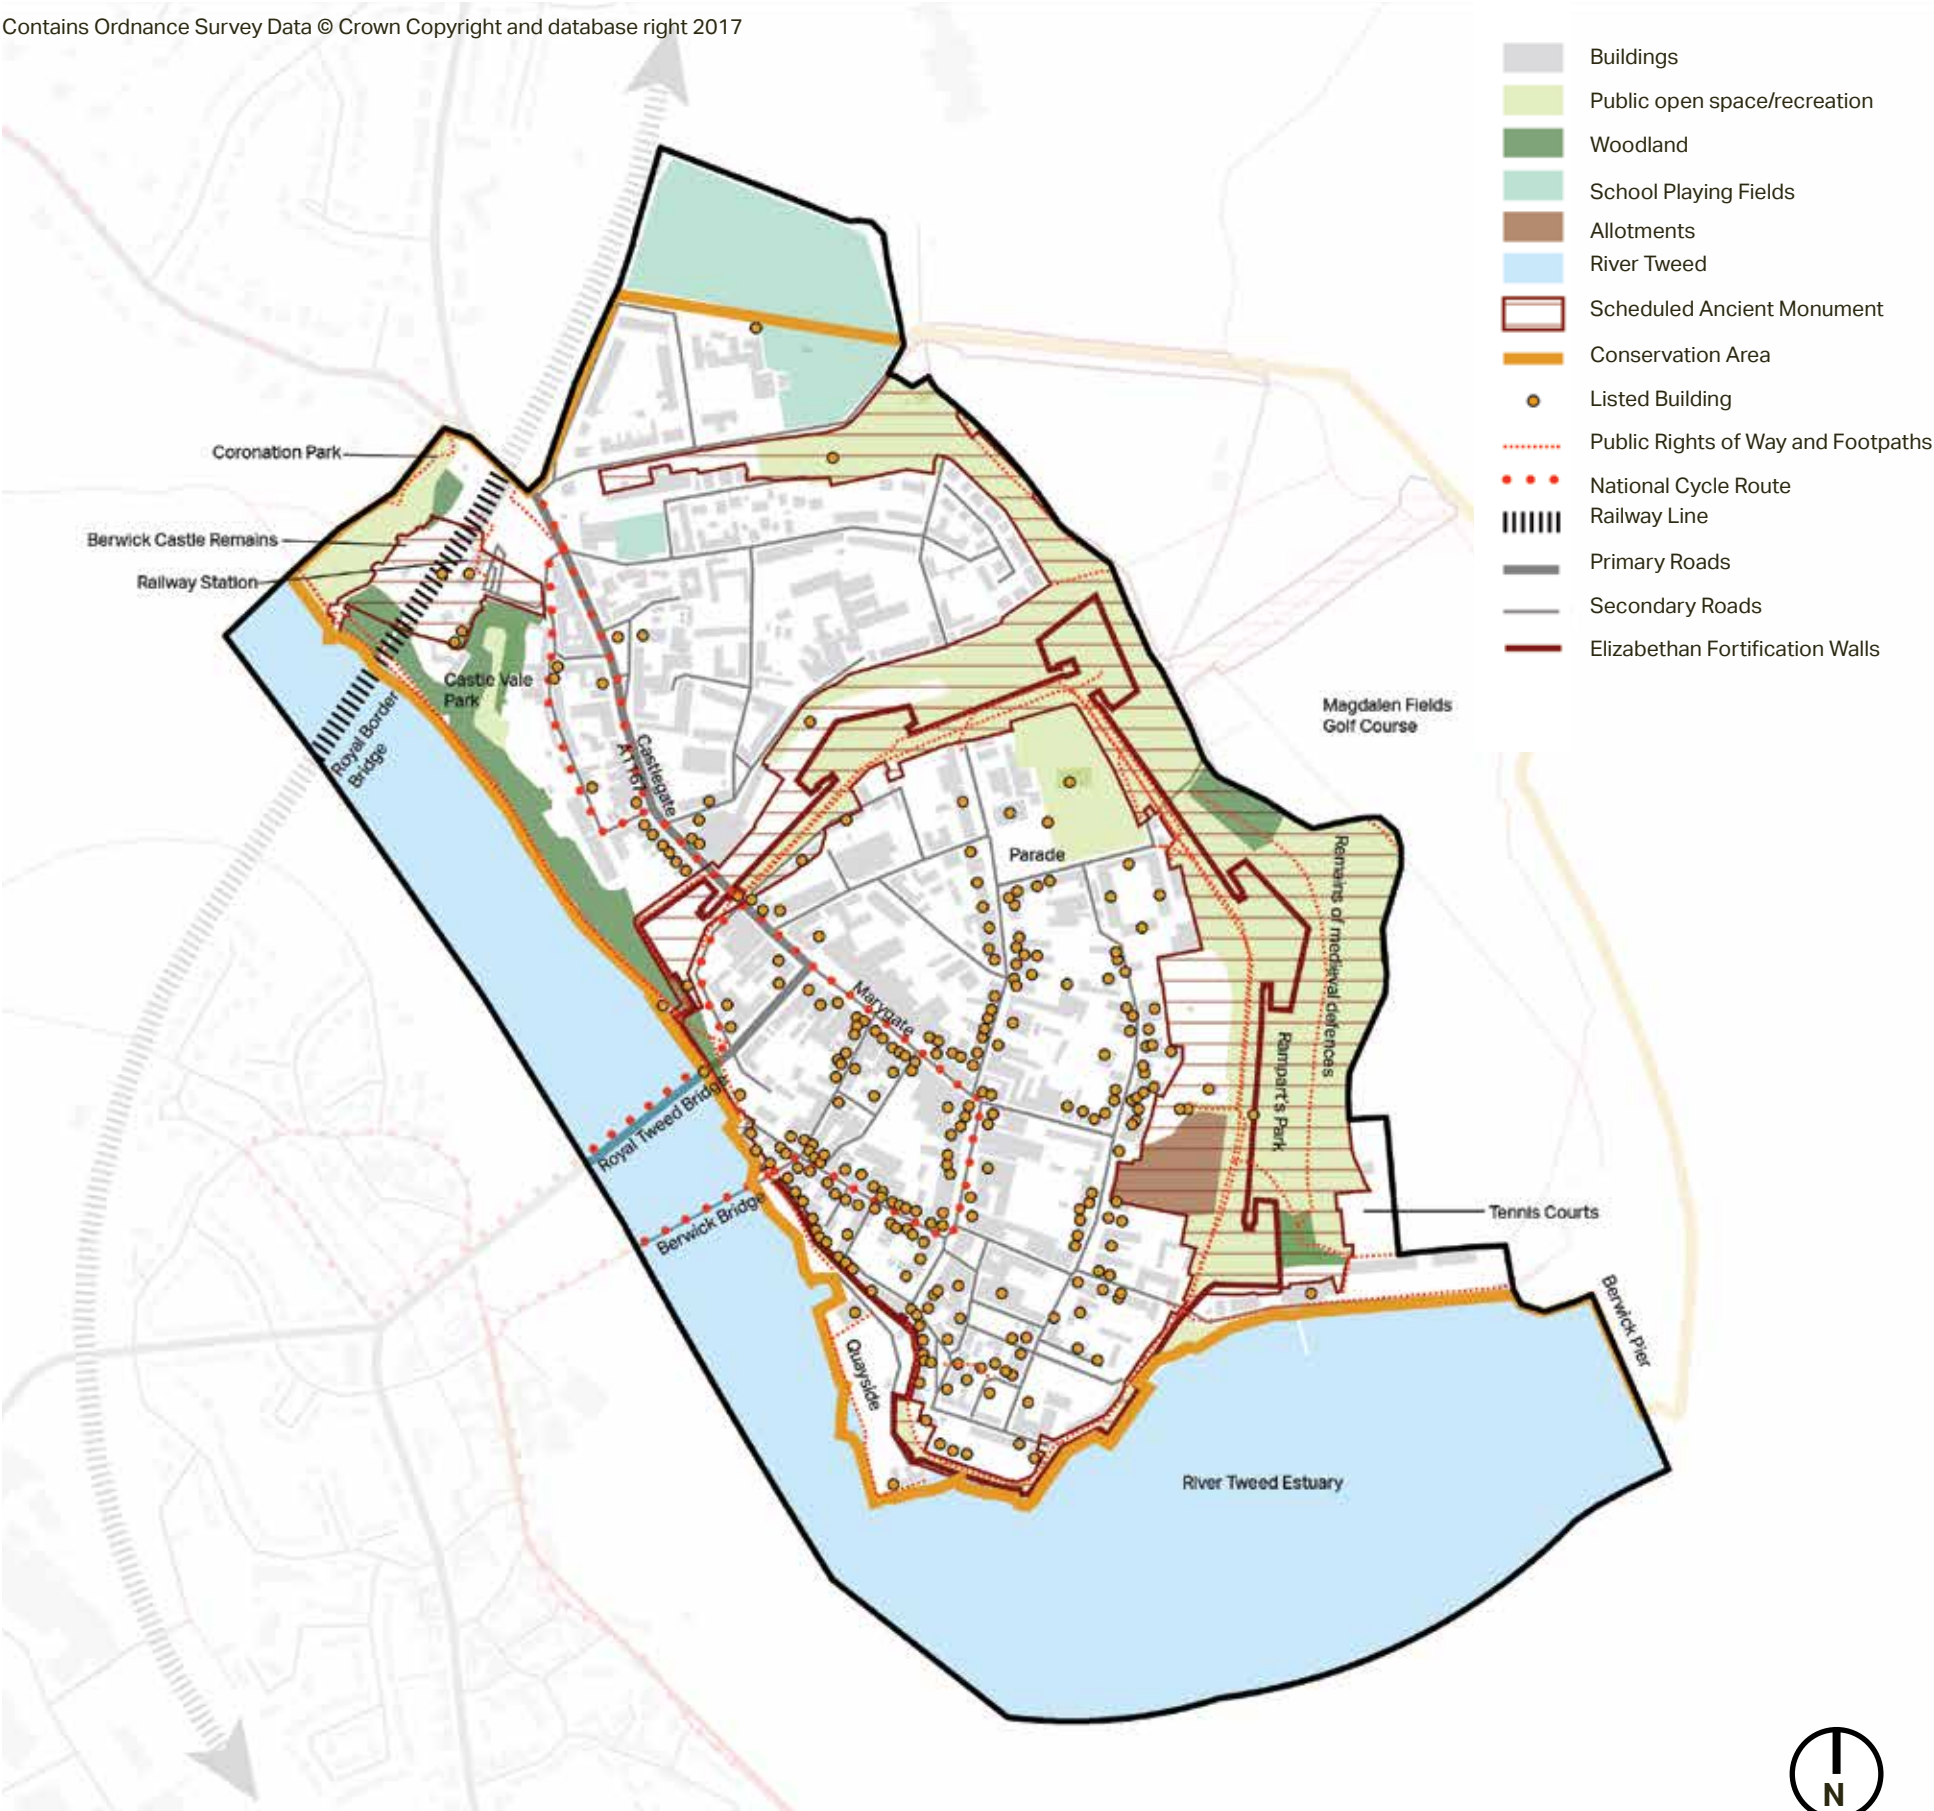 Contains Ordnance Survey Data © Crown Copyright and database right 2017
Buildings
Public open space/recreation
Woodland
School Playing Fields
Allotments
River Tweed
Scheduled Ancient Monument
Conservation Area
Listed Building
Public Rights of Way and Footpaths
National Cycle Route
Railway Line
Primary Roads
Secondary Roads
Elizabethan Fortification Walls
Coronation Park
Berwick Castle Remains
Railway Station
Castle Vale
Park
Royal Border
Bridge
Castlegate
A1167
Magdalen Fields
Golf Course
Parade
Remains of medieval defences
Marygate
Rampart's Park
Royal Tweed Bridge
Berwick Bridge
Tennis Courts
Berwick Pier
Quayside
River Tweed Estuary
N